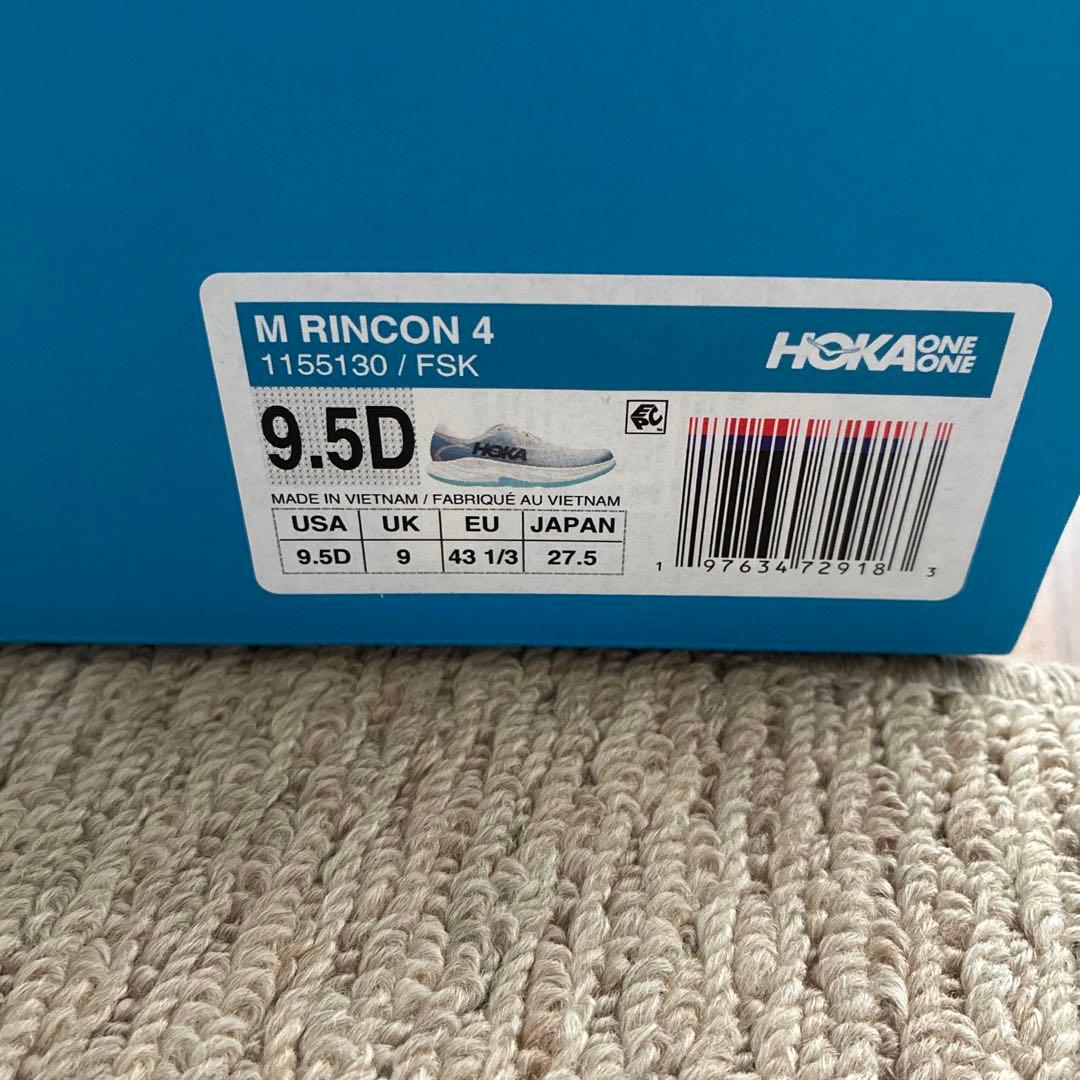 M RINCON 4
1155130 / FSK
HOKA ONE ONE
9.5D
HOKA
EPC
MADE IN VIETNAM / FABRIQUÉ AU VIETNAM
USA UK EU JAPAN
9.5D 9 43 1/3 27.5
1 97634 72918 3